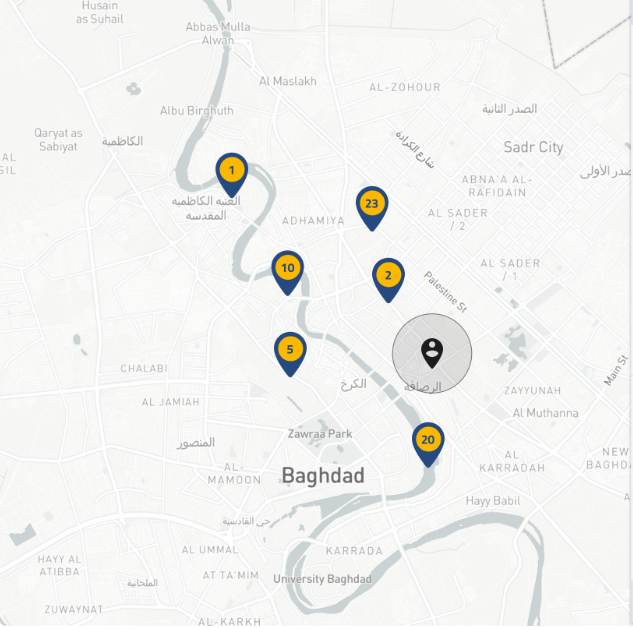 Husain
as Suhail
Abbas Mulla
Alwan
Al Maslakh
AL-ZOHOUR
Albu Birghuth
الصدر الثانية
Qaryat as
Sabiyat
الكاظمية
شارع الكرادة
Sadr City
AL
SIL
1
ABNA'A AL-
RAFIDAIN
صدر الأولى
العتبة الكاظمية
المقدسه
23
ADHAMIYA
AL SADER
/ 2
10
2
AL SADER
/ 1
Palestine St
5
الرصافة
الكرخ
CHALABI
Main St
ZAYYUNAH
AL JAMIAH
Al Muthanna
المنصور
Zawraa Park
20
AL-
MAMOON
Baghdad
AL
KARRADAH
NEW
BAGHD
Hayy Babil
حي القادسية
AL UMMAL
KARRADA
HAYY AL
ATIBBA
AT TA'MIM
University Baghdad
الملحانية
ZUWAYNAT
AL-KARKH